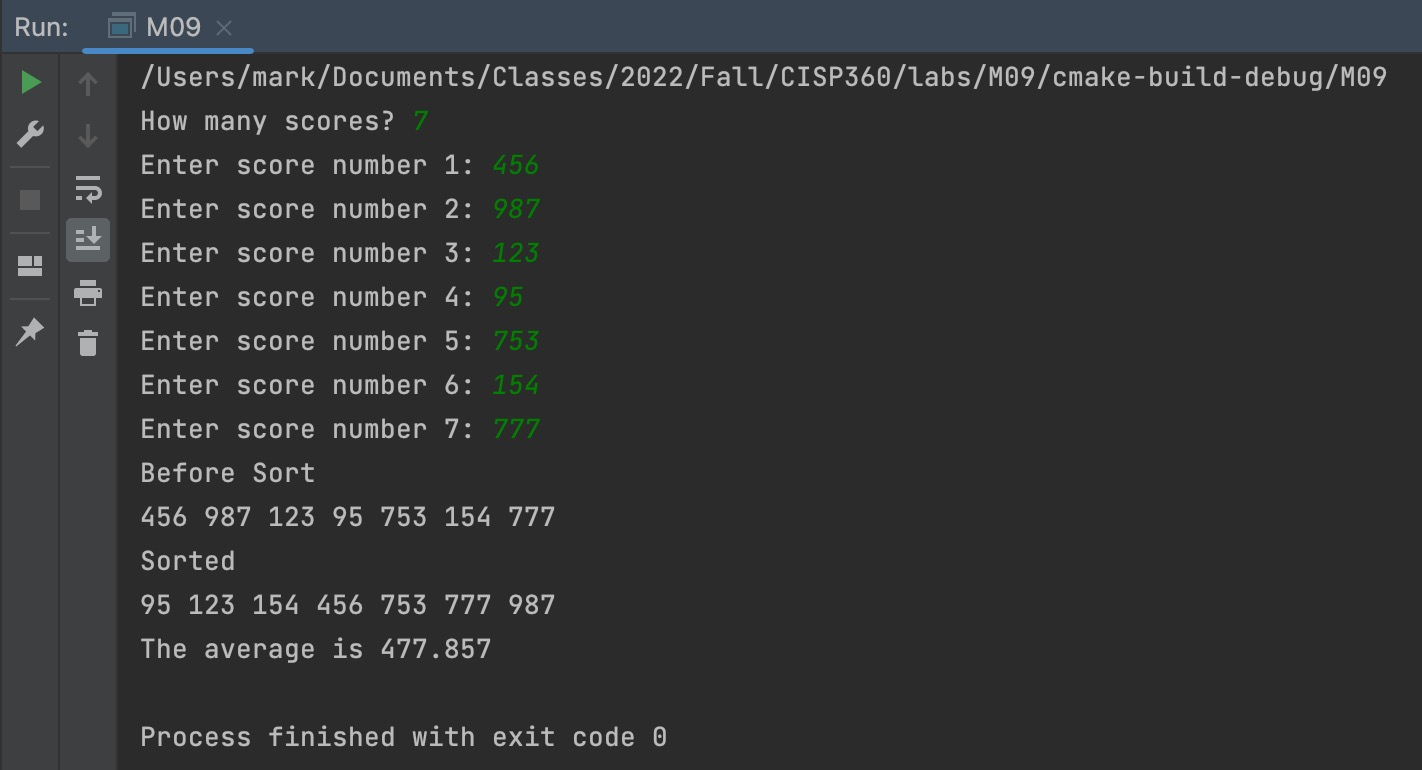 Run: M09
/Users/mark/Documents/Classes/2022/Fall/CISP360/labs/M09/cmake-build-debug/M09
How many scores? 7
Enter score number 1: 456
Enter score number 2: 987
Enter score number 3: 123
Enter score number 4: 95
Enter score number 5: 753
Enter score number 6: 154
Enter score number 7: 777
Before Sort
456 987 123 95 753 154 777
Sorted
95 123 154 456 753 777 987
The average is 477.857
Process finished with exit code 0